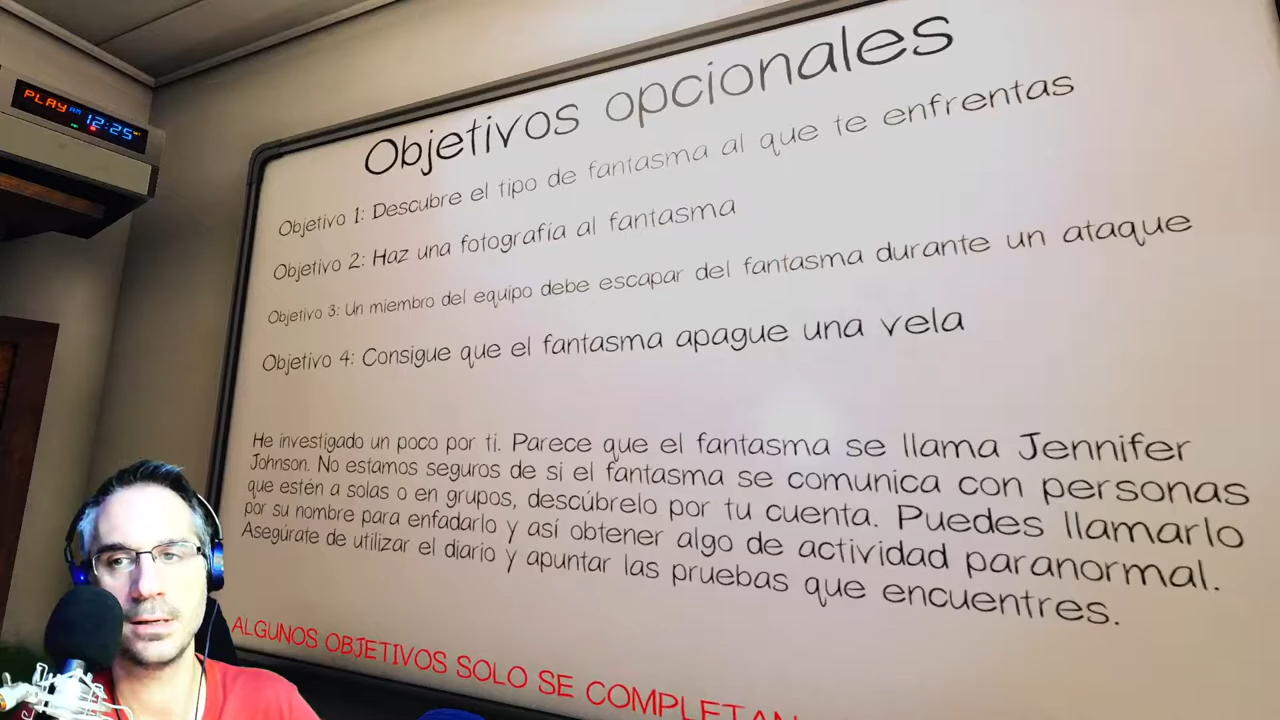 PLAY AM 12:25
Objetivos opcionales
Objetivo 1: Descubre el tipo de fantasma al que te enfrentas
Objetivo 2: Haz una fotografía al fantasma
Objetivo 3: Un miembro del equipo debe escapar del fantasma durante un ataque
Objetivo 4: Consigue que el fantasma apague una vela
He investigado un poco por ti. Parece que el fantasma se llama Jennifer
Johnson. No estamos seguros de si el fantasma se comunica con personas
que estén a solas o en grupos, descúbrelo por tu cuenta. Puedes llamarlo
por su nombre para enfadarlo y así obtener algo de actividad paranormal.
Asegúrate de utilizar el diario y apuntar las pruebas que encuentres.
ALGUNOS OBJETIVOS SOLO SE COMPLETAN